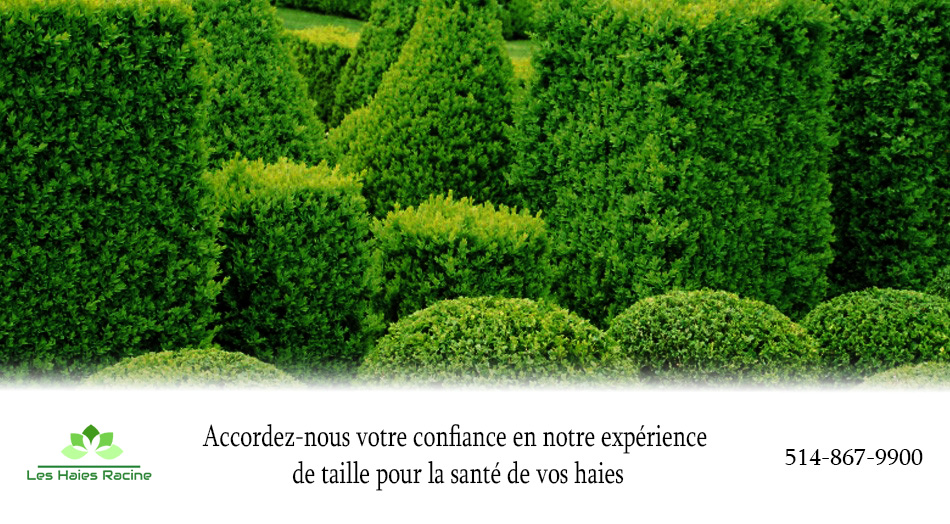 Accordez-nous votre confiance en notre expérience
de taille pour la santé de vos haies
514-867-9900
Les Haies Racine